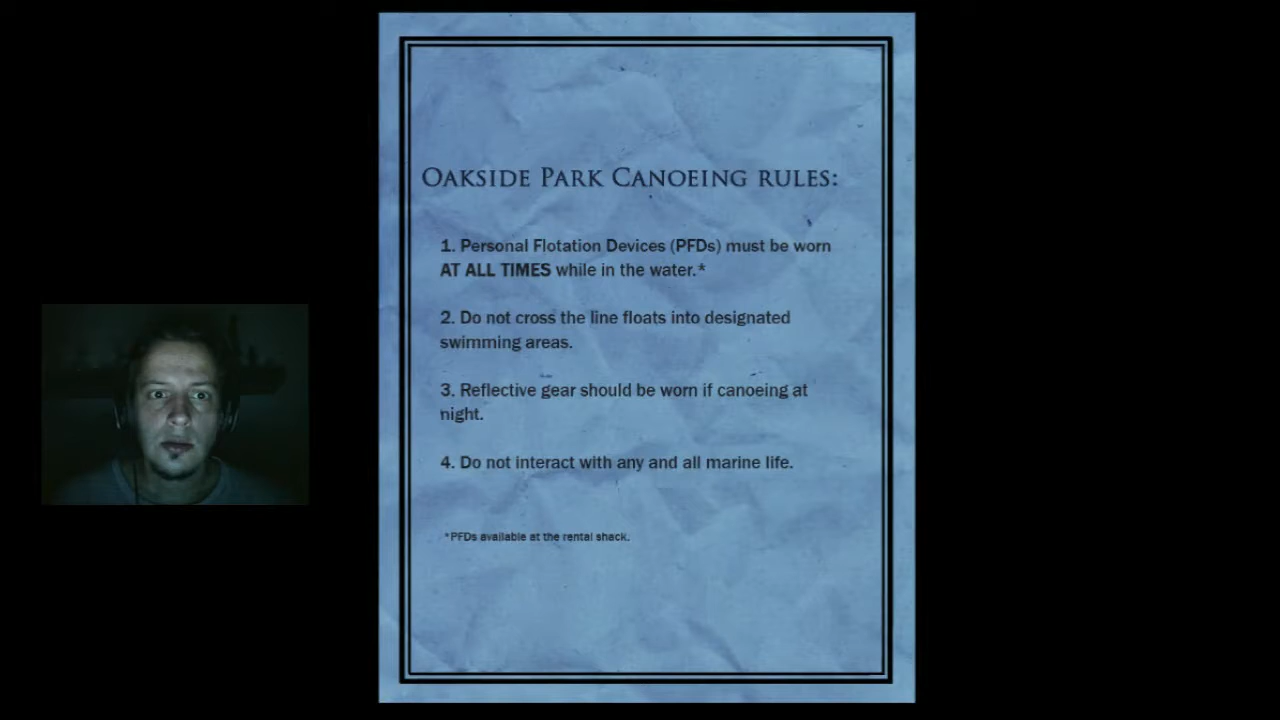 Oakside Park Canoeing rules:
1. Personal Flotation Devices (PFDs) must be worn
AT ALL TIMES while in the water.*
2. Do not cross the line floats into designated
swimming areas.
3. Reflective gear should be worn if canoeing at
night.
4. Do not interact with any and all marine life.
*PFDs available at the rental shack.